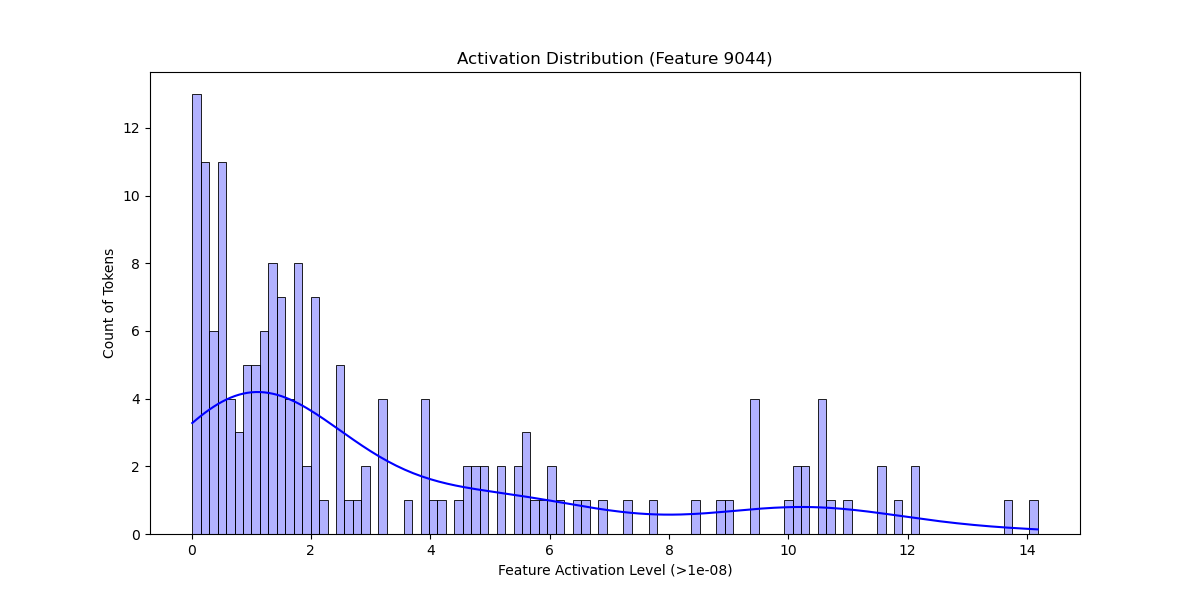 Activation Distribution (Feature 9044)
12
10
8
6
4
2
0
Count of Tokens
0 2 4 6 8 10 12 14
Feature Activation Level (>1e-08)